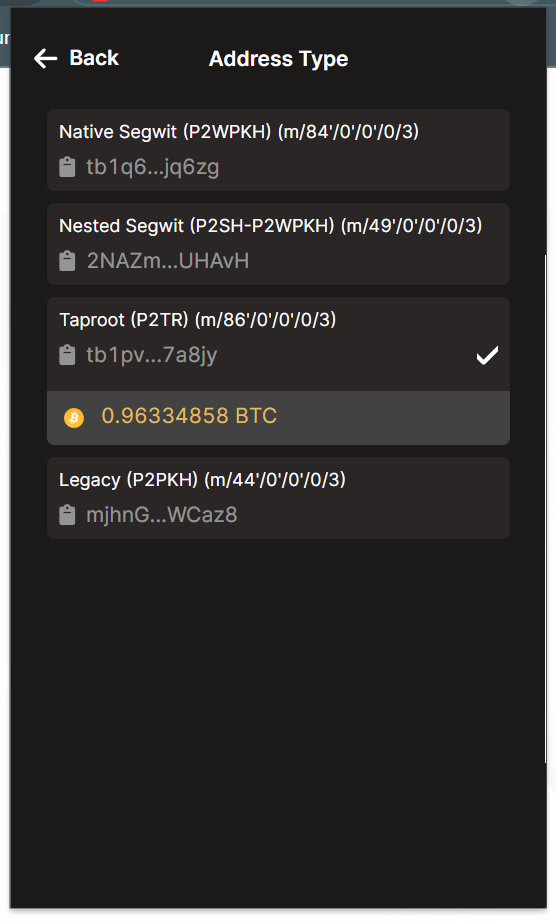 Back
Address Type
Native Segwit (P2WPKH) (m/84'/0'/0'/0/3)
tb1q6...jq6zg
Nested Segwit (P2SH-P2WPKH) (m/49'/0'/0'/0/3)
2NAZm...UHAvH
Taproot (P2TR) (m/86'/0'/0'/0/3)
tb1pv...7a8jy
0.96334858 BTC
Legacy (P2PKH) (m/44'/0'/0'/0/3)
mjhnG...WCaz8